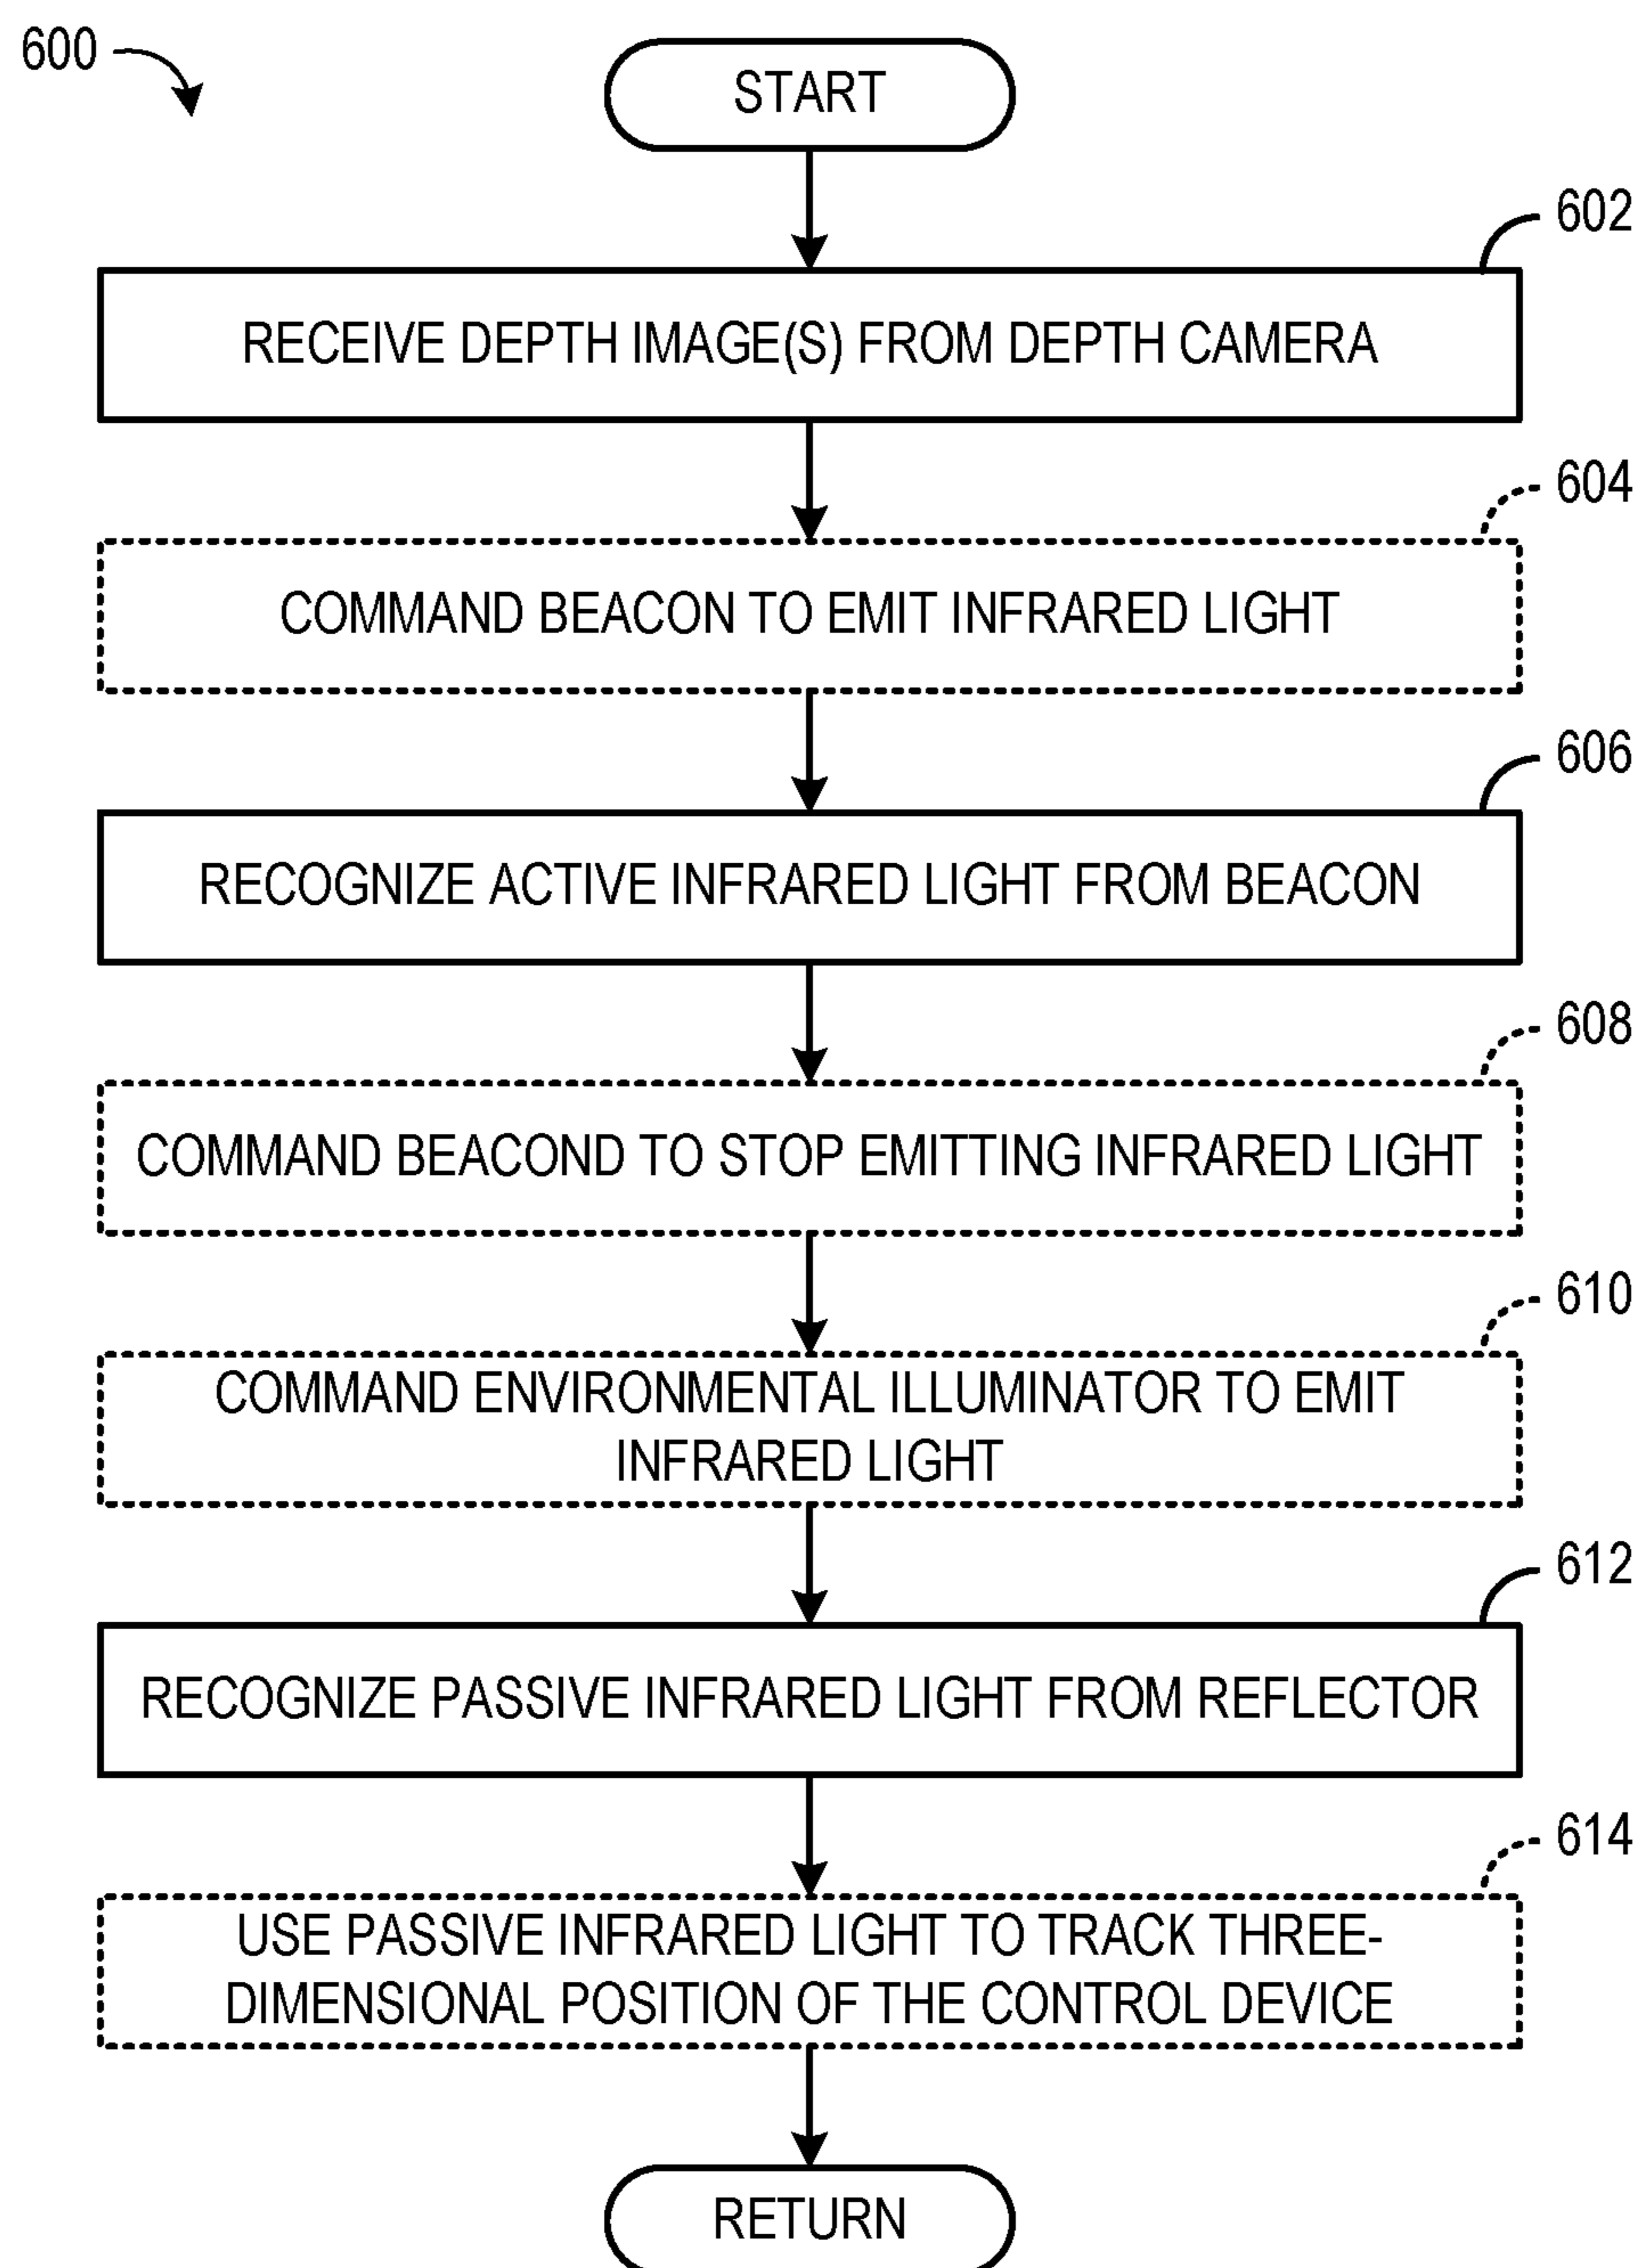 600
START
602
RECEIVE DEPTH IMAGE(S) FROM DEPTH CAMERA
604
COMMAND BEACON TO EMIT INFRARED LIGHT
606
RECOGNIZE ACTIVE INFRARED LIGHT FROM BEACON
608
COMMAND BEACOND TO STOP EMITTING INFRARED LIGHT
610
COMMAND ENVIRONMENTAL ILLUMINATOR TO EMIT
INFRARED LIGHT
612
RECOGNIZE PASSIVE INFRARED LIGHT FROM REFLECTOR
614
USE PASSIVE INFRARED LIGHT TO TRACK THREE-
DIMENSIONAL POSITION OF THE CONTROL DEVICE
RETURN